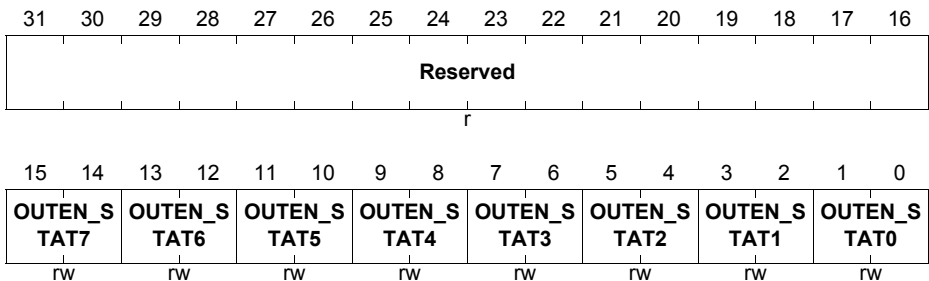 31 30 29 28 27 26 25 24 23 22 21 20 19 18 17 16
Reserved
r
15 14 13 12 11 10 9 8 7 6 5 4 3 2 1 0
OUTEN_S OUTEN_S OUTEN_S OUTEN_S OUTEN_S OUTEN_S OUTEN_S OUTEN_S
TAT7 TAT6 TAT5 TAT4 TAT3 TAT2 TAT1 TAT0
rw rw rw rw rw rw rw rw